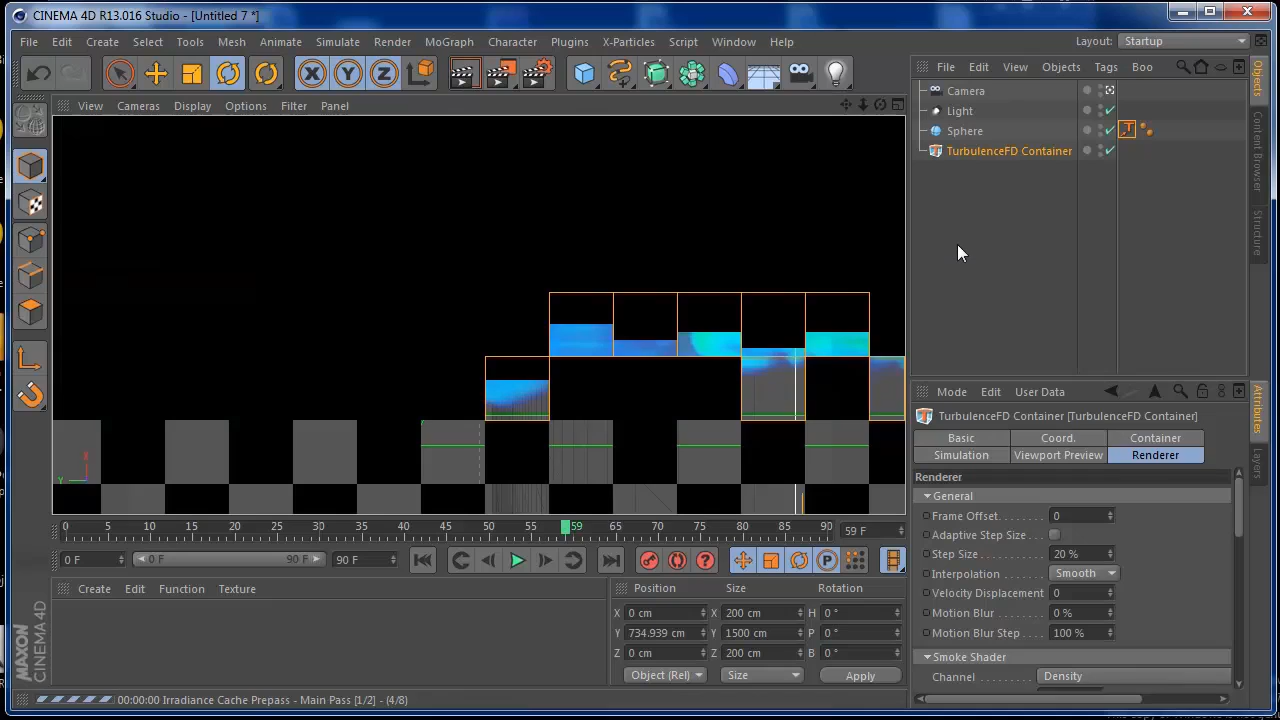 CINEMA 4D R13.016 Studio - [Untitled 7 *]
File Edit Create Select Tools Mesh Animate Simulate Render MoGraph Character Plugins X-Particles Script Window Help
Layout: Startup
X Y Z
File Edit View Objects Tags Boo
View Cameras Display Options Filter Panel
Camera
Light
Sphere
TurbulenceFD Container
Objects
Content Browser
Structure
Mode Edit User Data
TurbulenceFD Container [TurbulenceFD Container]
Basic Coord. Container
Simulation Viewport Preview Renderer
Attributes
Layers
Renderer
General
Frame Offset. . . . . . . . 0
Adaptive Step Size
Step Size . . . . . . . . . . 20 %
Interpolation . . . . . . . Smooth
Velocity Displacement 0
Motion Blur . . . . . . . . 0 %
Motion Blur Step . . . . 100 %
Smoke Shader
Channel . . . . . . . . . Density
Y
0 5 10 15 20 25 30 35 40 45 50 55 59 65 70 75 80 85 90
59 F
0 F 0 F 90 F 90 F
P
Create Edit Function Texture
Position Size Rotation
X 0 cm X 200 cm H 0 °
Y 734.939 cm Y 1500 cm P 0 °
Z 0 cm Z 200 cm B 0 °
Object (Rel) Size Apply
MAXON
CINEMA 4D
00:00:00 Irradiance Cache Prepass - Main Pass [1/2] - (4/8)